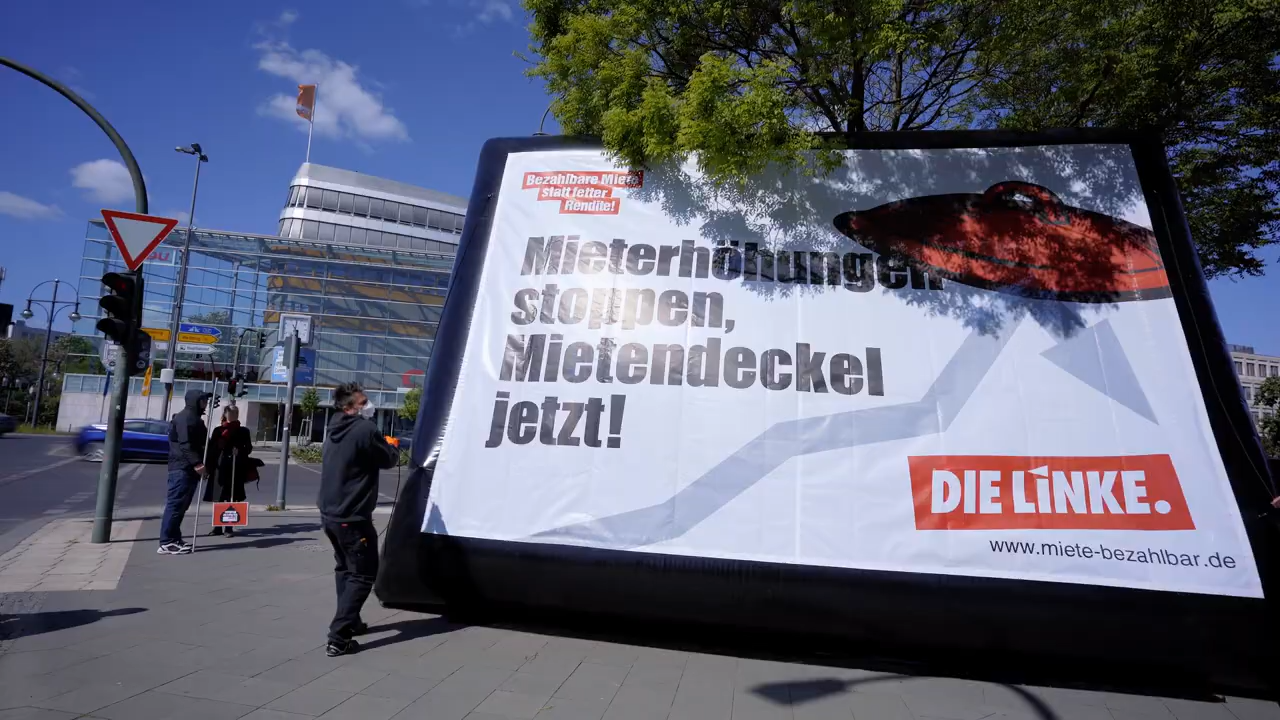 Bezahlbare Miete
statt fetter
Rendite!
Mieterhöhungen
stoppen,
Mietendeckel
jetzt!
DIE LINKE.
www.miete-bezahlbar.de